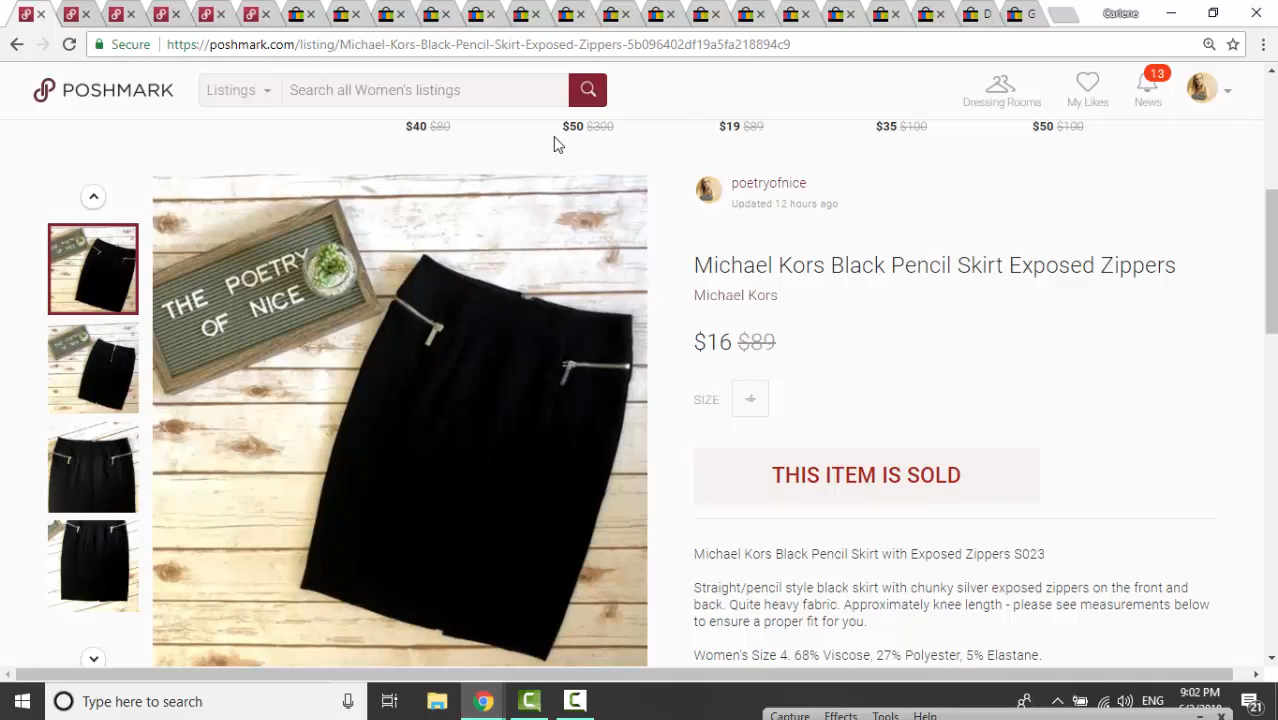 D
G
Carlene
Secure
https://poshmark.com/listing/Michael-Kors-Black-Pencil-Skirt-Exposed-Zippers-5b096402df19a5fa218894c9
POSHMARK
Listings
Search all Women's listings
13
Dressing Rooms
My Likes
News
$40 $80
$50 $300
$19 $89
$35 $100
$50 $100
THE POETRY
OF NICE
poetryofnice
Updated 12 hours ago
Michael Kors Black Pencil Skirt Exposed Zippers
Michael Kors
$16 $89
SIZE
4
THIS ITEM IS SOLD
Michael Kors Black Pencil Skirt with Exposed Zippers S023
Straight/pencil style black skirt with chunky silver exposed zippers on the front and
back. Quite heavy fabric. Approximately knee length - please see measurements below
to ensure a proper fit for you.
Women's Size 4. 68% Viscose, 27% Polyester, 5% Elastane.
Type here to search
ENG
9:02 PM
21
Capture Effects Tools Help